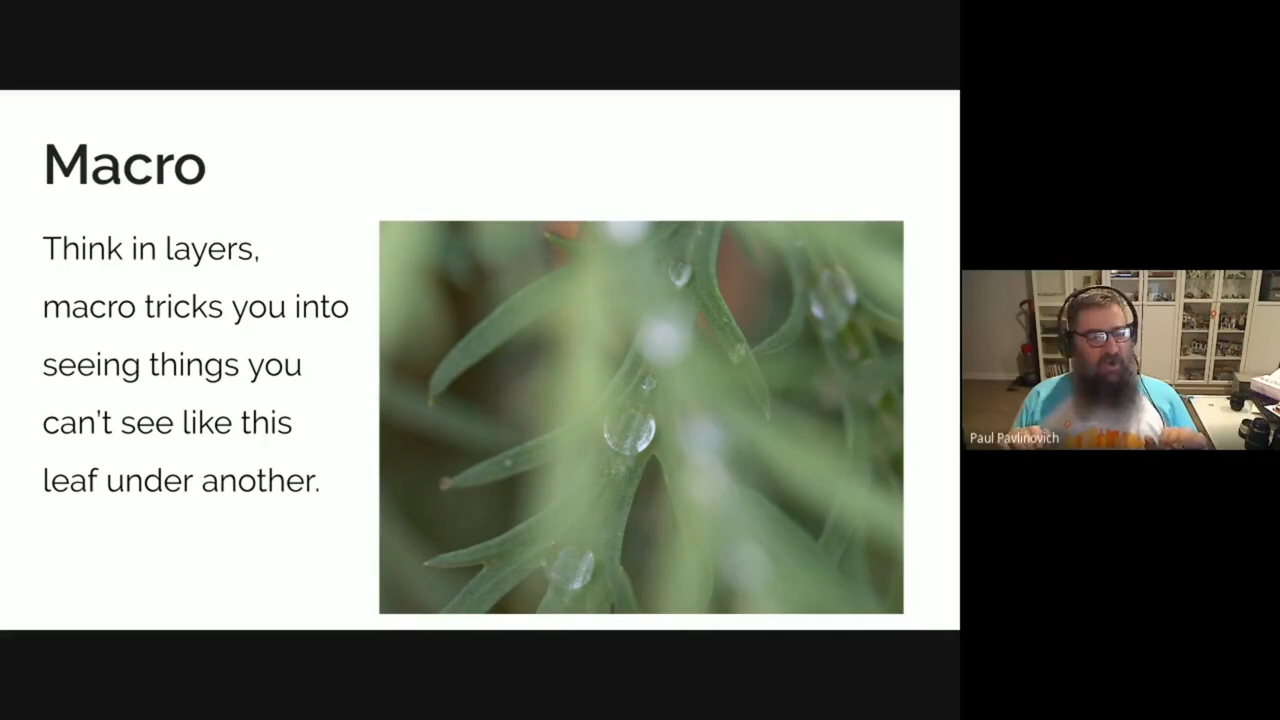 Macro
Think in layers,
macro tricks you into
seeing things you
can't see like this
leaf under another.
Paul Pavlinovich